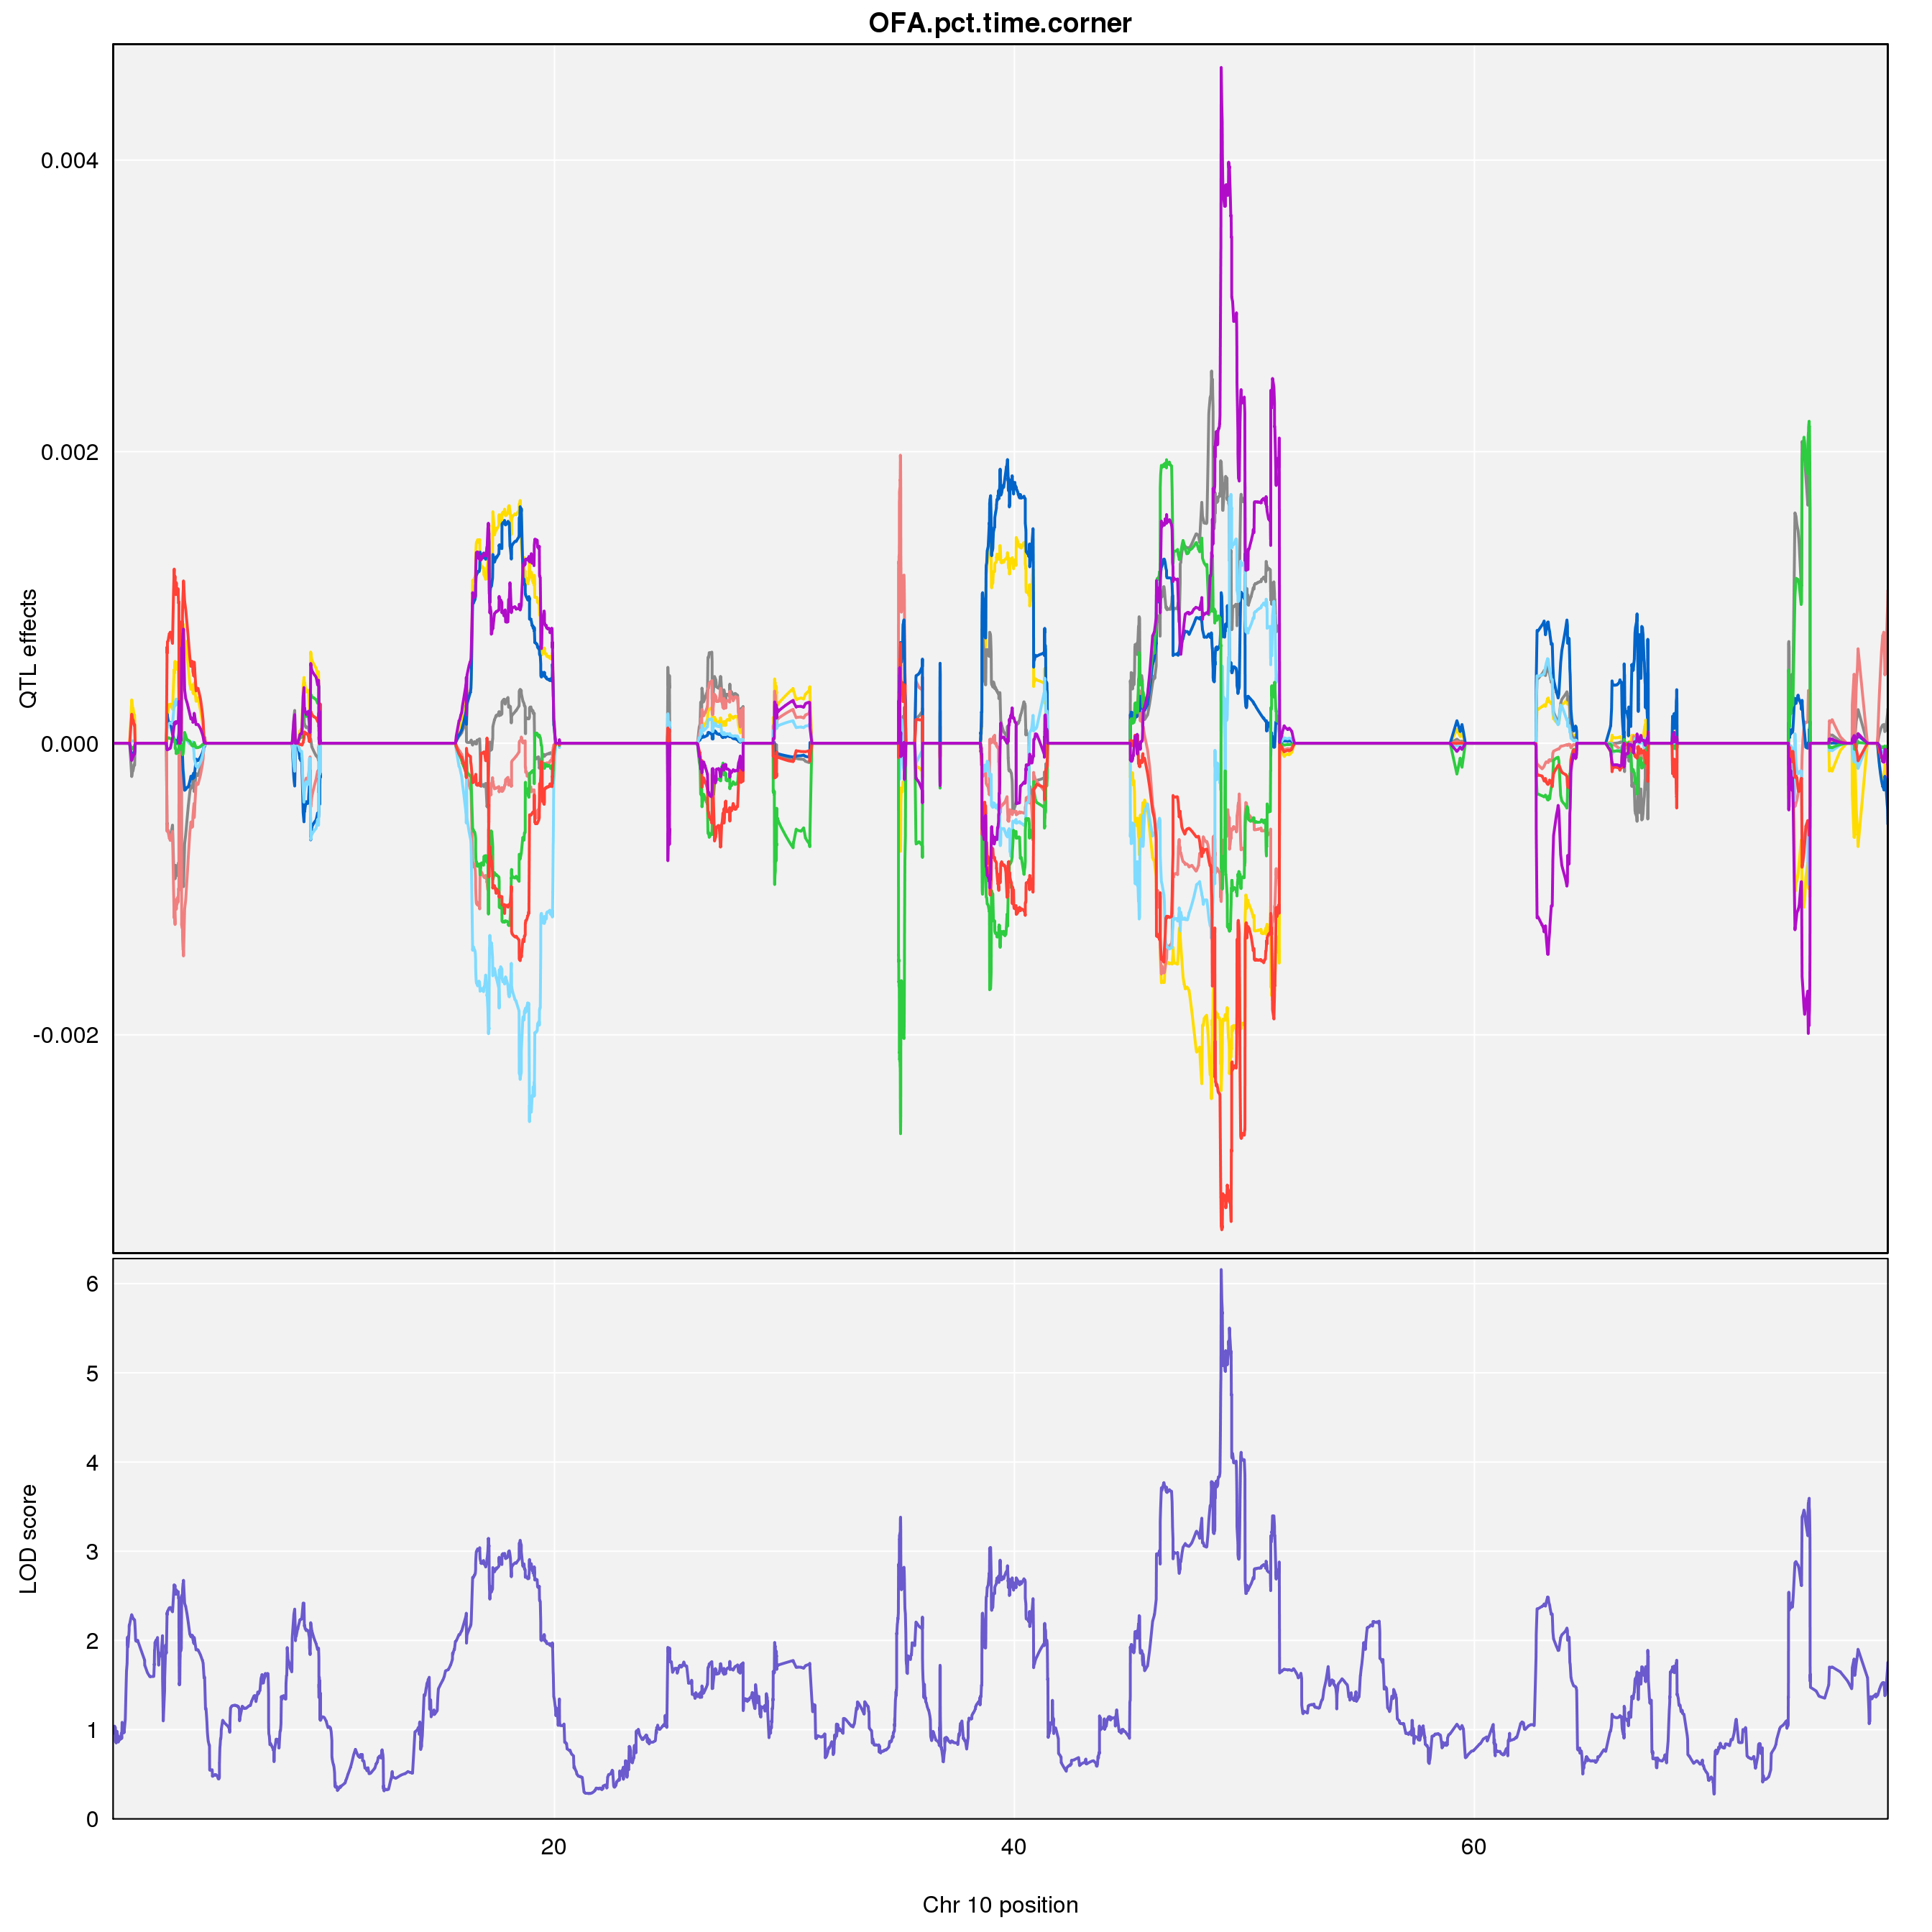 OFA.pct.time.corner
0.004
0.002
0.000
-0.002
QTL effects
6
5
4
3
2
1
0
LOD score
20 40 60
Chr 10 position